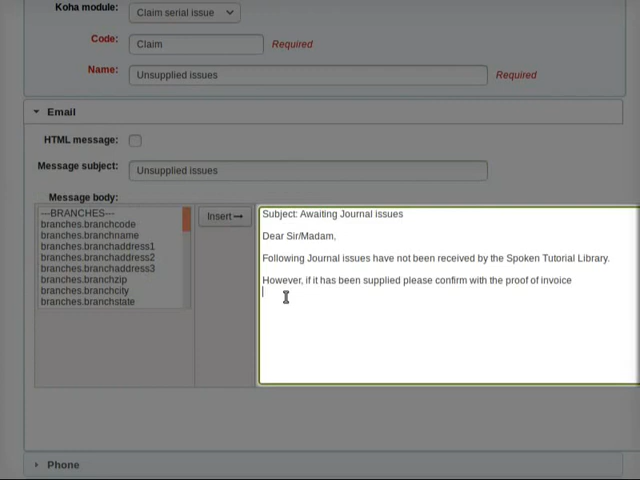 Koha module: Claim serial issue
Code: Claim Required
Name: Unsupplied issues Required
Email
HTML message:
Message subject: Unsupplied issues
Message body:
---BRANCHES---
branches.branchcode
branches.branchname
branches.branchaddress1
branches.branchaddress2
branches.branchaddress3
branches.branchzip
branches.branchcity
branches.branchstate
Insert
Subject: Awaiting Journal issues
Dear Sir/Madam,
Following Journal issues have not been received by the Spoken Tutorial Library.
However, if it has been supplied please confirm with the proof of invoice
Phone